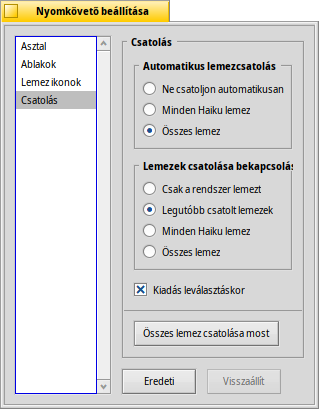 Nyomkövető beállítása
Asztal
Ablakok
Lemezikonok
Csatolás
Csatolás
Automatikus lemezcsatolás
Ne csatoljon automatikusan
Minden Haiku lemez
Összes lemez
Lemezek csatolása bekapcsolás
Csak a rendszer lemezt
Legutóbb csatolt lemezek
Minden Haiku lemez
Összes lemez
Kiadás leválasztáskor
Összes lemez csatolása most
Eredeti
Visszaállít